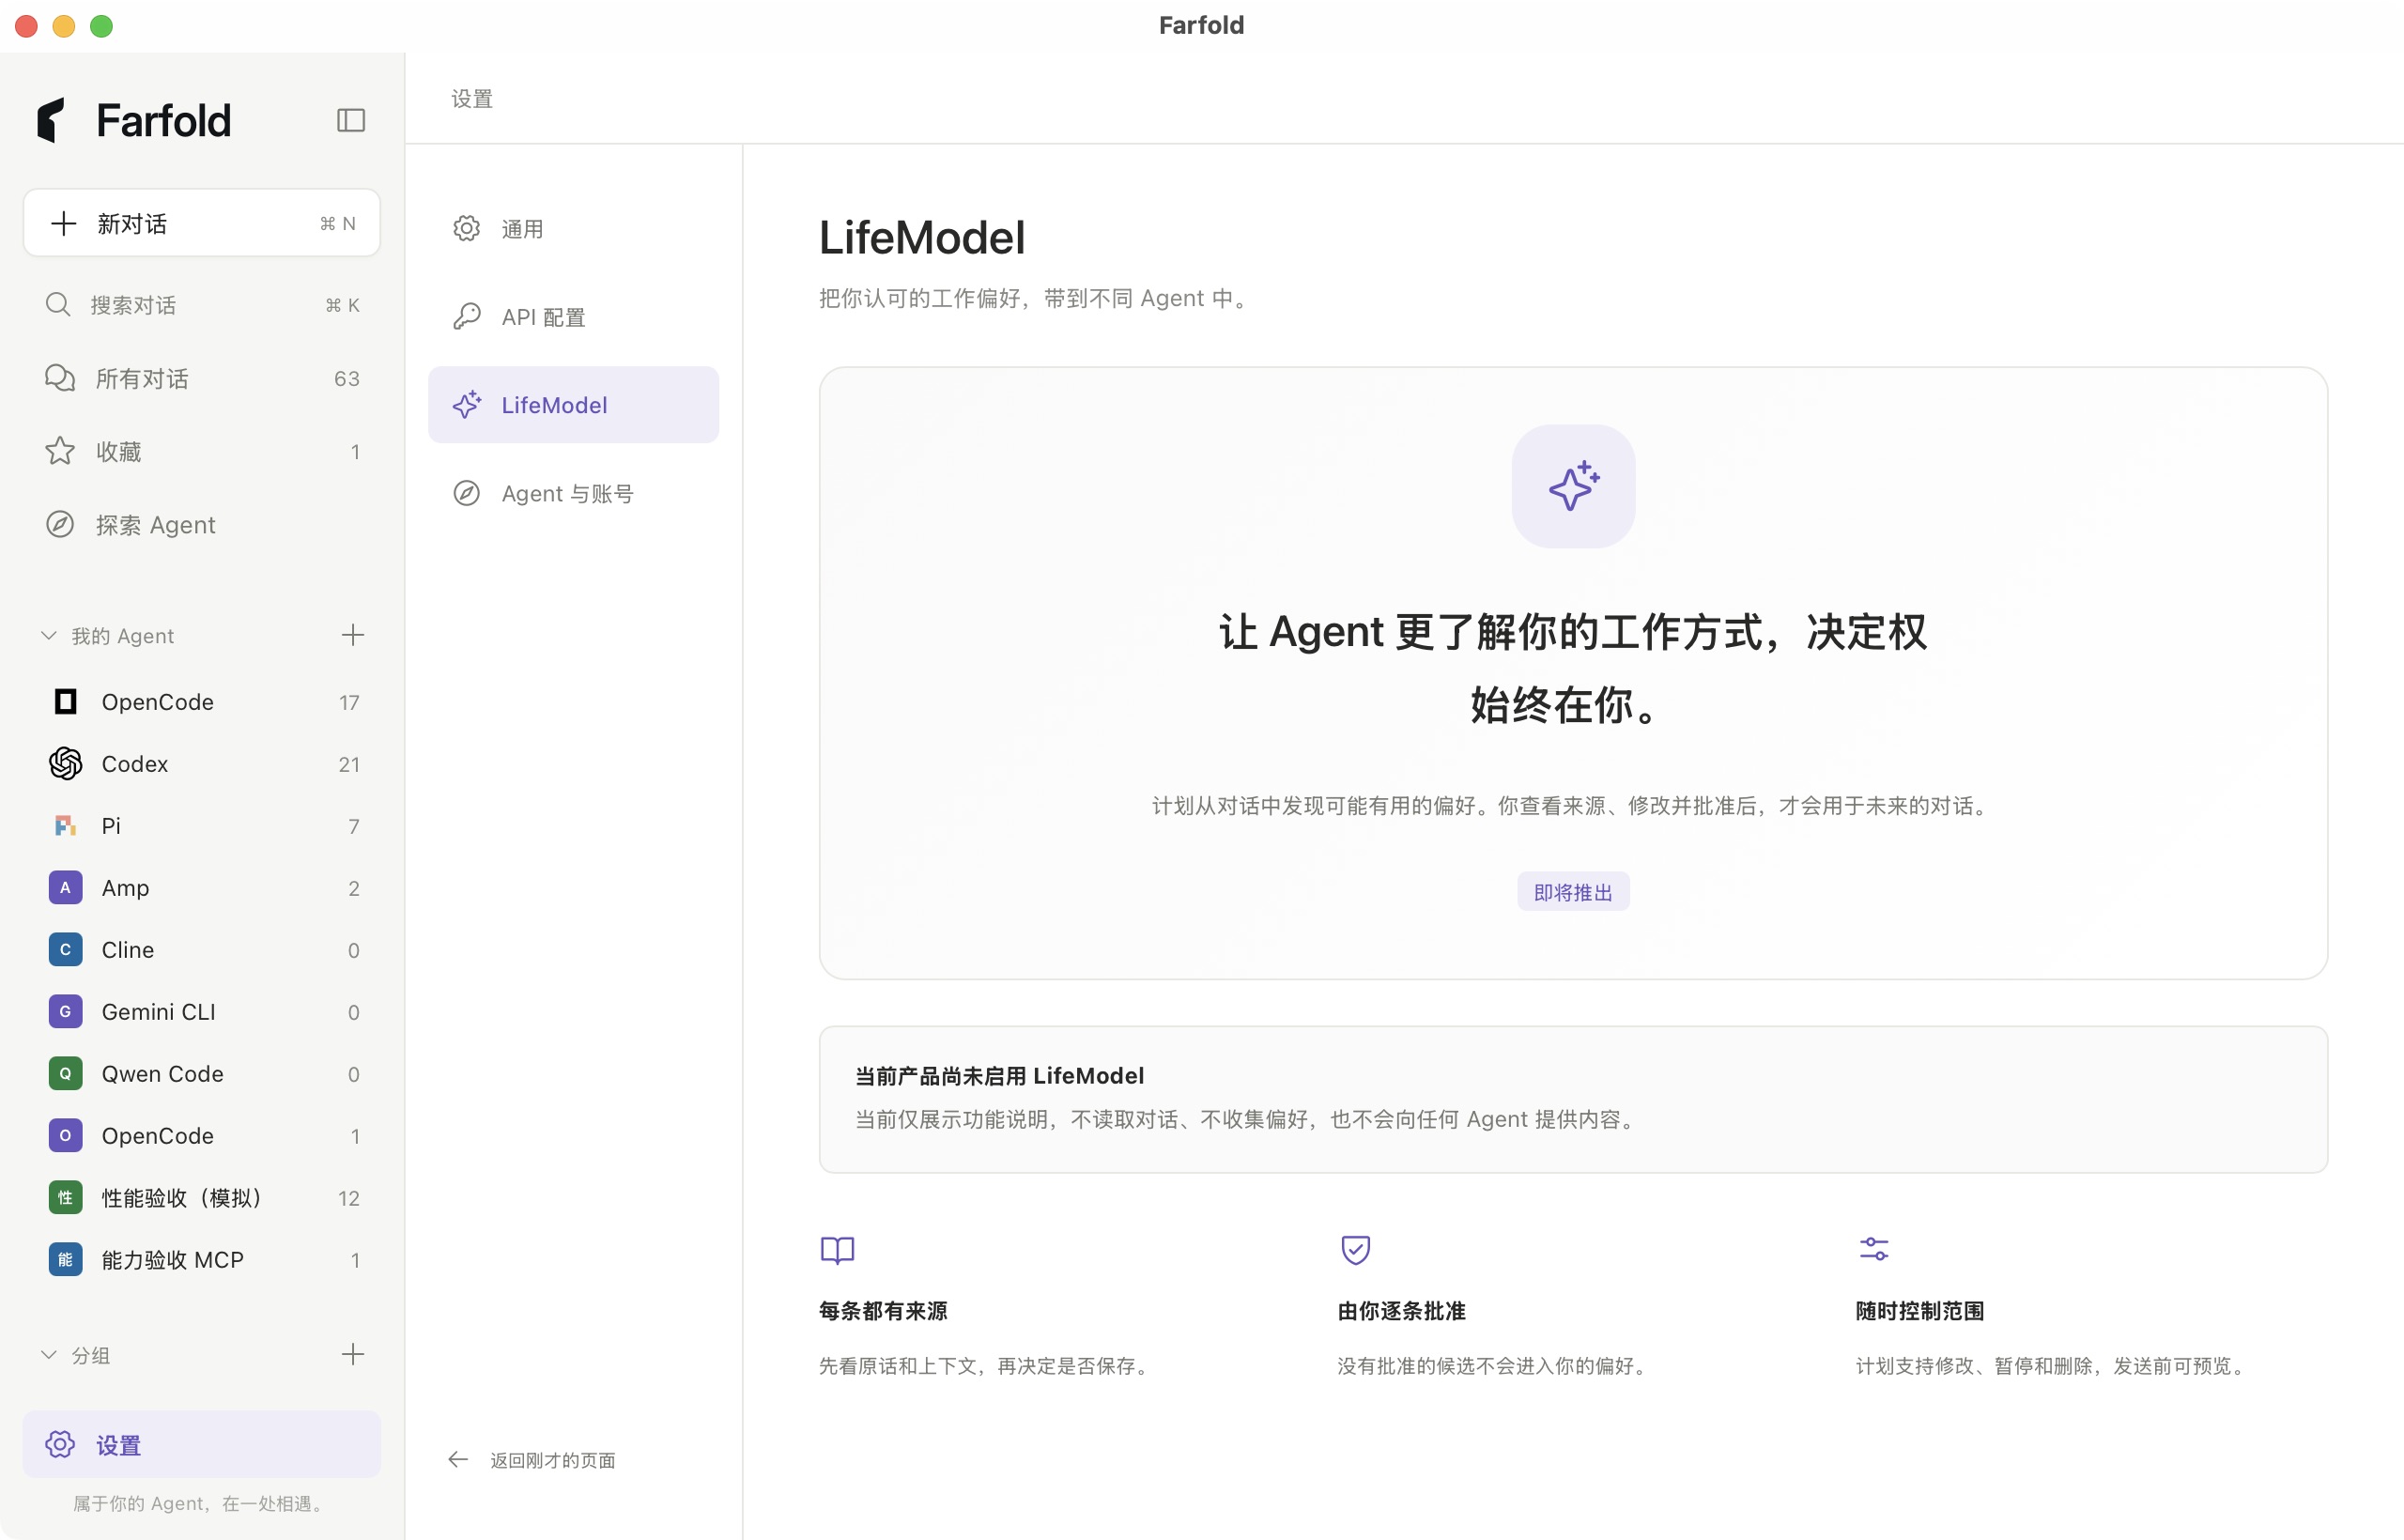 Farfold
Farfold
新对话 ⌘ N
搜索对话 ⌘ K
所有对话 63
收藏 1
探索 Agent
我的 Agent
OpenCode 17
Codex 21
Pi 7
A Amp 2
C Cline 0
G Gemini CLI 0
Q Qwen Code 0
O OpenCode 1
性 性能验收（模拟） 12
能 能力验收 MCP 1
分组
设置
属于你的 Agent，在一处相遇。
设置
通用
API 配置
LifeModel
Agent 与账号
返回刚才的页面
LifeModel
把你认可的工作偏好，带到不同 Agent 中。
让 Agent 更了解你的工作方式，决定权
始终在你。
计划从对话中发现可能有用的偏好。你查看来源、修改并批准后，才会用于未来的对话。
即将推出
当前产品尚未启用 LifeModel
当前仅展示功能说明，不读取对话、不收集偏好，也不会向任何 Agent 提供内容。
每条都有来源
先看原话和上下文，再决定是否保存。
由你逐条批准
没有批准的候选不会进入你的偏好。
随时控制范围
计划支持修改、暂停和删除，发送前可预览。